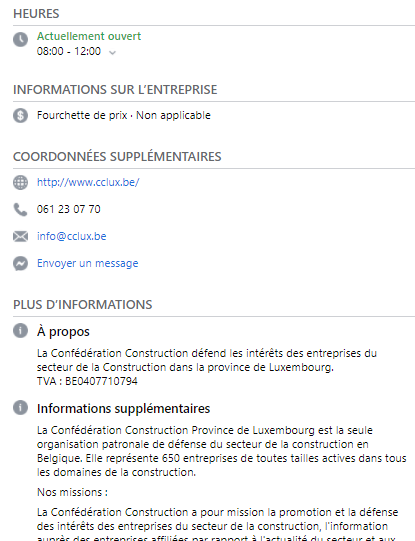 HEURES
Actuellement ouvert
08:00 - 12:00
INFORMATIONS SUR L'ENTREPRISE
Fourchette de prix · Non applicable
COORDONNÉES SUPPLÉMENTAIRES
http://www.cclux.be/
061 23 07 70
info@cclux.be
Envoyer un message
PLUS D'INFORMATIONS
À propos
La Confédération Construction défend les intérêts des entreprises du
secteur de la Construction dans la province de Luxembourg.
TVA : BE0407710794
Informations supplémentaires
La Confédération Construction Province de Luxembourg est la seule
organisation patronale de défense du secteur de la construction en
Belgique. Elle représente 650 entreprises de toutes tailles actives dans tous
les domaines de la construction.
Nos missions :
La Confédération Construction a pour mission la promotion et la défense
des intérêts des entreprises du secteur de la construction, l'information
auprès des entreprises affiliées par rapport à l'actualité du secteur et aux